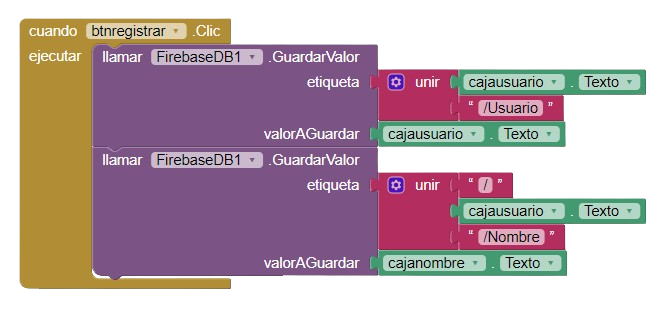 cuando btnregistrar .Clic
ejecutar llamar FirebaseDB1 .GuardarValor
etiqueta unir cajausuario . Texto
“ /Usuario ”
valorAGuardar cajausuario . Texto
llamar FirebaseDB1 .GuardarValor
etiqueta unir “ / ”
cajausuario . Texto
“ /Nombre ”
valorAGuardar cajanombre . Texto